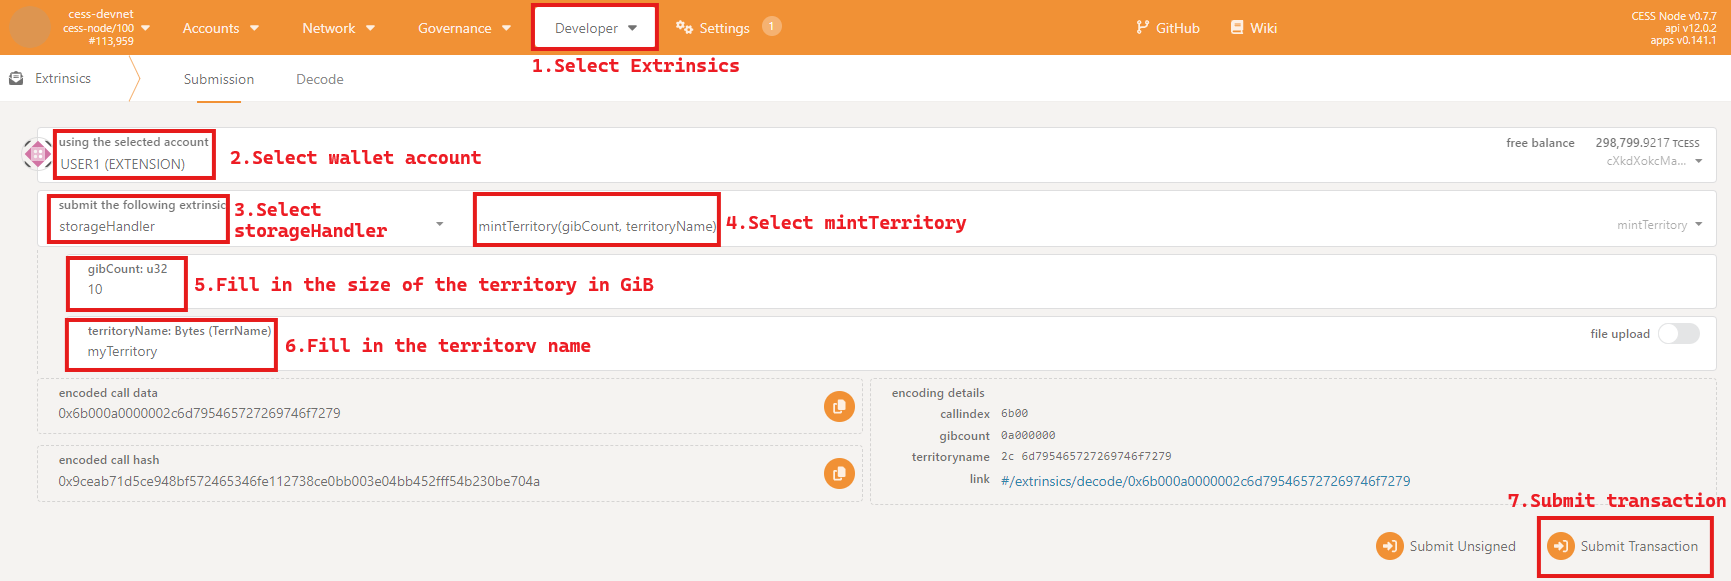 cess-devnet
cess-node/100
#113,959
Accounts
Network
Governance
Developer
Settings
1
GitHub
Wiki
CESS Node v0.7.7
api v12.0.2
apps v0.141.1
1.Select Extrinsics
Extrinsics
Submission
Decode
using the selected account
USER1 (EXTENSION)
2.Select wallet account
free balance
298,799.9217 TCESS
cXkdXokcMa...
submit the following extrinsic
storageHandler
3.Select
storageHandler
mintTerritory(gibCount, territoryName)
4.Select mintTerritory
mintTerritory
gibCount: u32
10
5.Fill in the size of the territory in GiB
territoryName: Bytes (TerrName)
myTerritory
6.Fill in the territory name
file upload
encoded call data
0x6b000a0000002c6d795465727269746f7279
encoded call hash
0x9ceab71d5ce948bf572465346fe112738ce0bb003e04bb452fff54b230be704a
encoding details
callindex 6b00
gibcount 0a000000
territoryname 2c 6d795465727269746f7279
link #/extrinsics/decode/0x6b000a0000002c6d795465727269746f7279
7.Submit transaction
Submit Unsigned
Submit Transaction